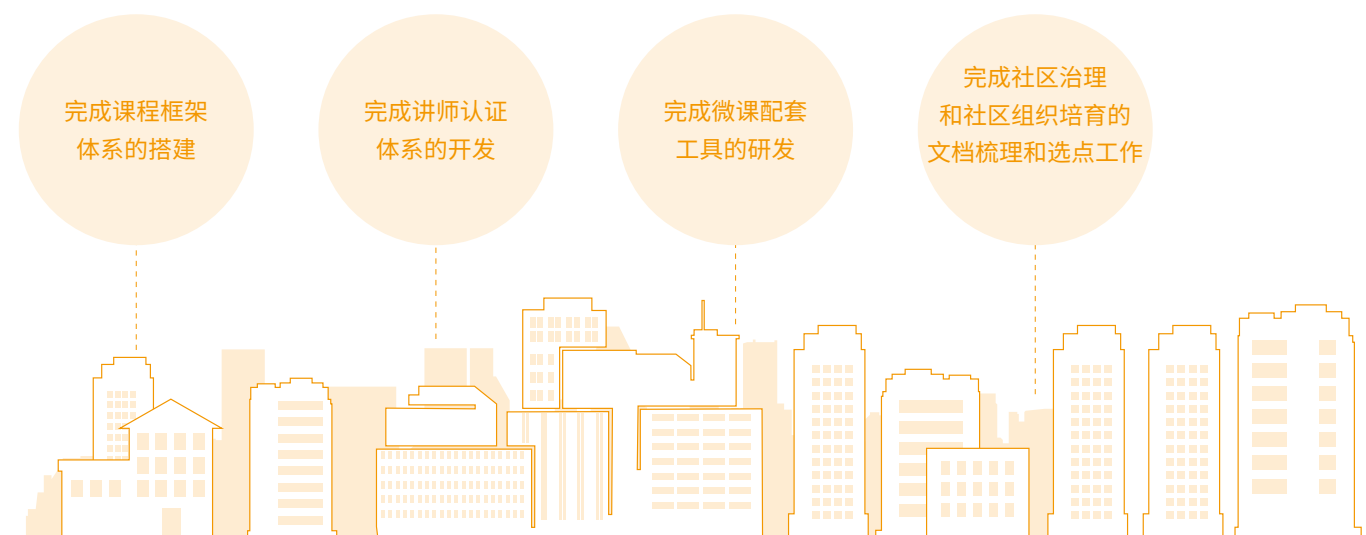 完成课程框架
体系的搭建
完成讲师认证
体系的开发
完成微课配套
工具的研发
完成社区治理
和社区组织培育的
文档梳理和选点工作